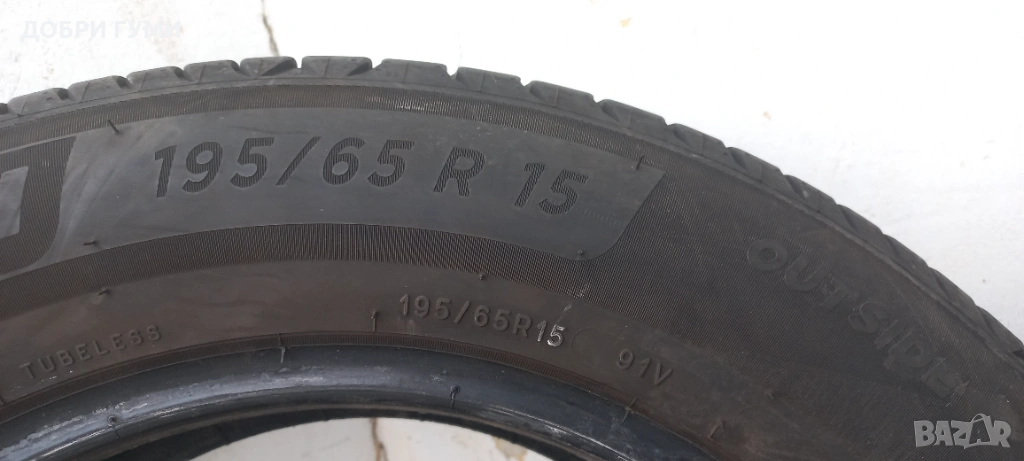 ДОБРИ ГУМИ
195/65 R 15
OUTSIDE
195/65R15
91V
TUBELESS
BAZAR